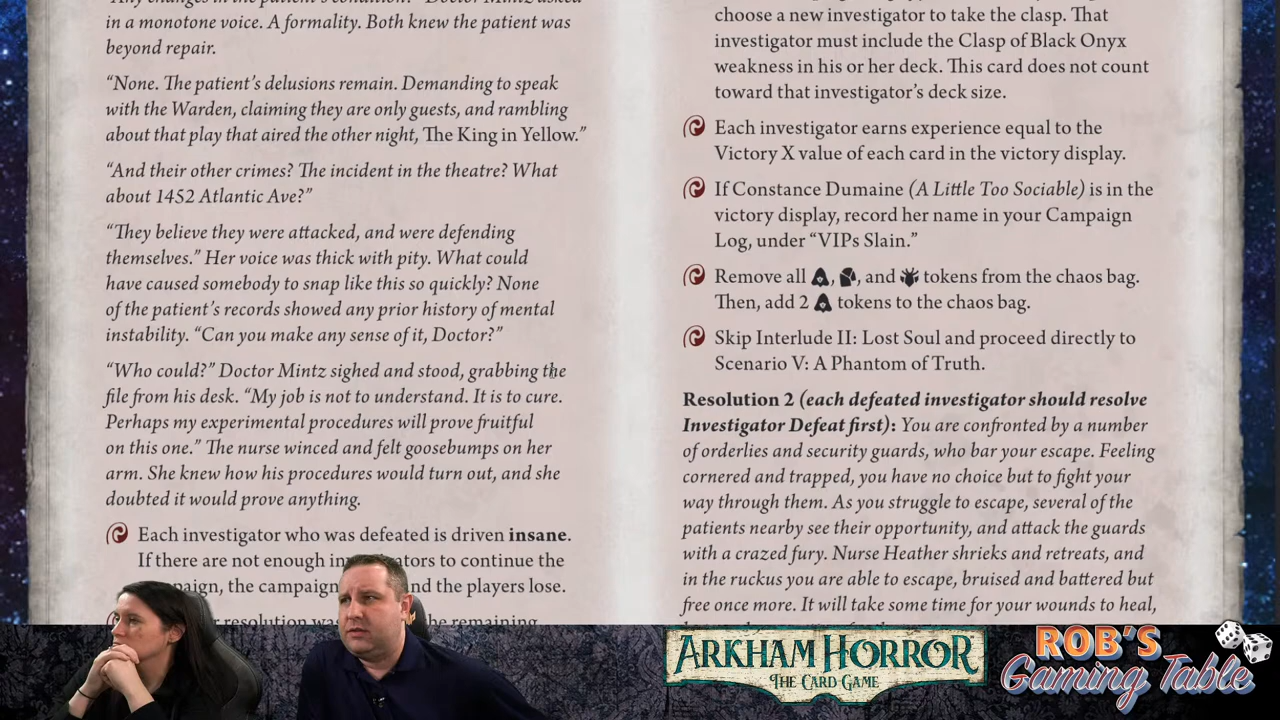 "Any changes in the patient's condition?" Doctor Mintz asked
in a monotone voice. A formality. Both knew the patient was
beyond repair.
"None. The patient's delusions remain. Demanding to speak
with the Warden, claiming they are only guests, and rambling
about that play that aired the other night, The King in Yellow."
"And their other crimes? The incident in the theatre? What
about 1452 Atlantic Ave?"
"They believe they were attacked, and were defending
themselves." Her voice was thick with pity. What could
have caused somebody to snap like this so quickly? None
of the patient's records showed any prior history of mental
instability. "Can you make any sense of it, Doctor?"
"Who could?" Doctor Mintz sighed and stood, grabbing the
file from his desk. "My job is not to understand. It is to cure.
Perhaps my experimental procedures will prove fruitful
on this one." The nurse winced and felt goosebumps on her
arm. She knew how his procedures would turn out, and she
doubted it would prove anything.
Each investigator who was defeated is driven insane.
If there are not enough investigators to continue the
campaign, the campaign and the players lose.
resolution was the remaining
choose a new investigator to take the clasp. That
investigator must include the Clasp of Black Onyx
weakness in his or her deck. This card does not count
toward that investigator's deck size.
Each investigator earns experience equal to the
Victory X value of each card in the victory display.
If Constance Dumaine (A Little Too Sociable) is in the
victory display, record her name in your Campaign
Log, under "VIPs Slain."
Remove all , , and tokens from the chaos bag.
Then, add 2 tokens to the chaos bag.
Skip Interlude II: Lost Soul and proceed directly to
Scenario V: A Phantom of Truth.
Resolution 2 (each defeated investigator should resolve
Investigator Defeat first): You are confronted by a number
of orderlies and security guards, who bar your escape. Feeling
cornered and trapped, you have no choice but to fight your
way through them. As you struggle to escape, several of the
patients nearby see their opportunity, and attack the guards
with a crazed fury. Nurse Heather shrieks and retreats, and
in the ruckus you are able to escape, bruised and battered but
free once more. It will take some time for your wounds to heal,
ARKHAM HORROR
THE CARD GAME
ROB'S
Gaming Table